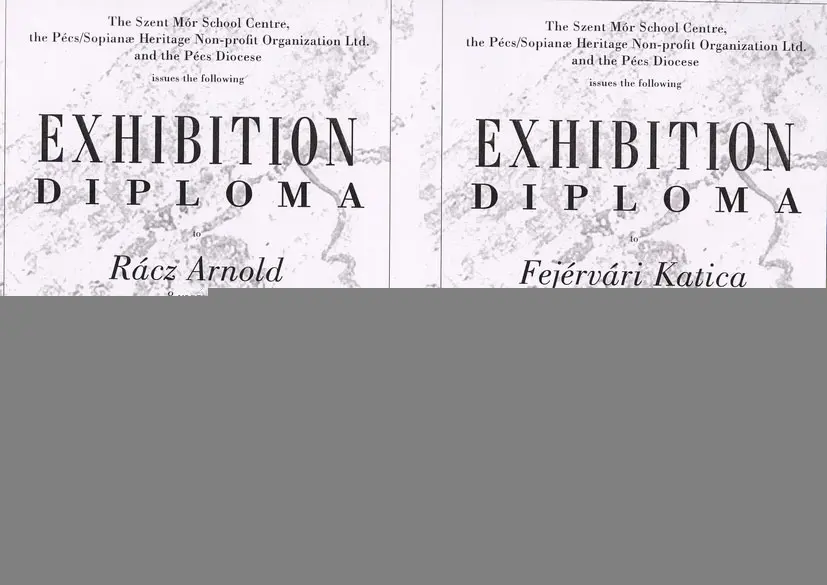 The Szent Mór School Centre,
the Pécs/Sopianæ Heritage Non-profit Organization Ltd.
and the Pécs Diocese
issues the following
EXHIBITION
DIPLOMA
to
Rácz Arnold
The Szent Mór School Centre,
the Pécs/Sopianæ Heritage Non-profit Organization Ltd.
and the Pécs Diocese
issues the following
EXHIBITION
DIPLOMA
to
Fejérvári Katica